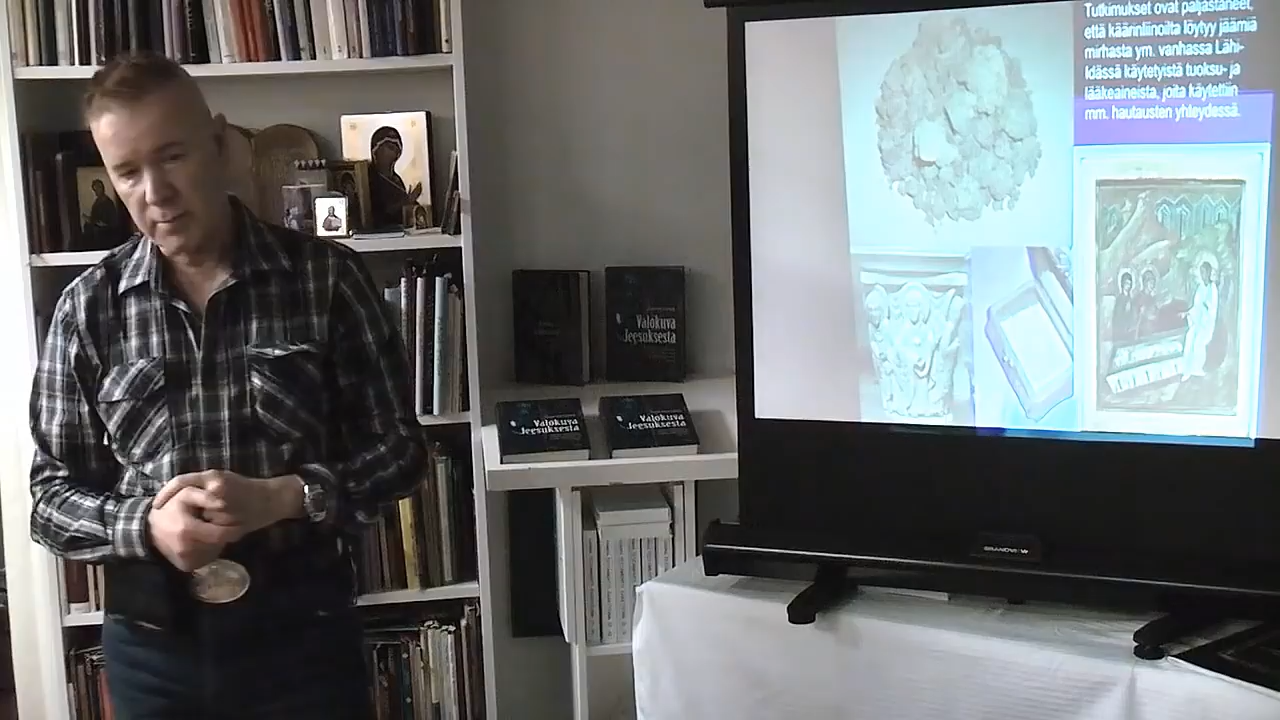 Tutkimukset ovat paljastaneet,
että käärinliinoilta löytyy jäämiä
mirhasta ym. vanhassa Lähi-
idässä käytetyistä tuoksu- ja
lääkeaineista, joita käytettiin
mm. hautausten yhteydessä.
Valokuva
Jeesuksesta
Valokuva
Jeesuksesta
Valokuva
Jeesuksesta
GRANDVIEW